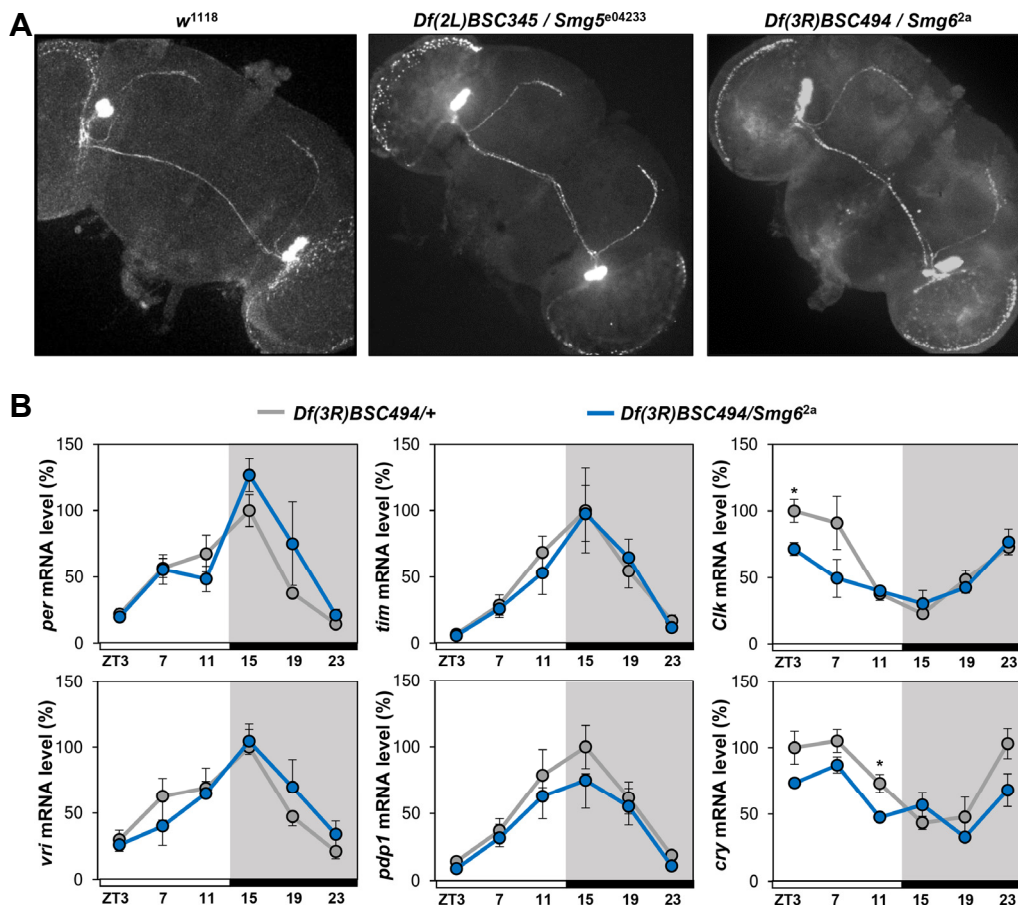 A
w1118
Df(2L)BSC345 / Smg5e04233
Df(3R)BSC494 / Smg62a
B
Df(3R)BSC494/+
Df(3R)BSC494/Smg62a
per mRNA level (%)
150
100
50
0
ZT3 7 11 15 19 23
tim mRNA level (%)
150
100
50
0
ZT3 7 11 15 19 23
Clk mRNA level (%)
150
100
50
0
*
ZT3 7 11 15 19 23
vri mRNA level (%)
150
100
50
0
ZT3 7 11 15 19 23
pdp1 mRNA level (%)
150
100
50
0
ZT3 7 11 15 19 23
cry mRNA level (%)
150
100
50
0
*
ZT3 7 11 15 19 23